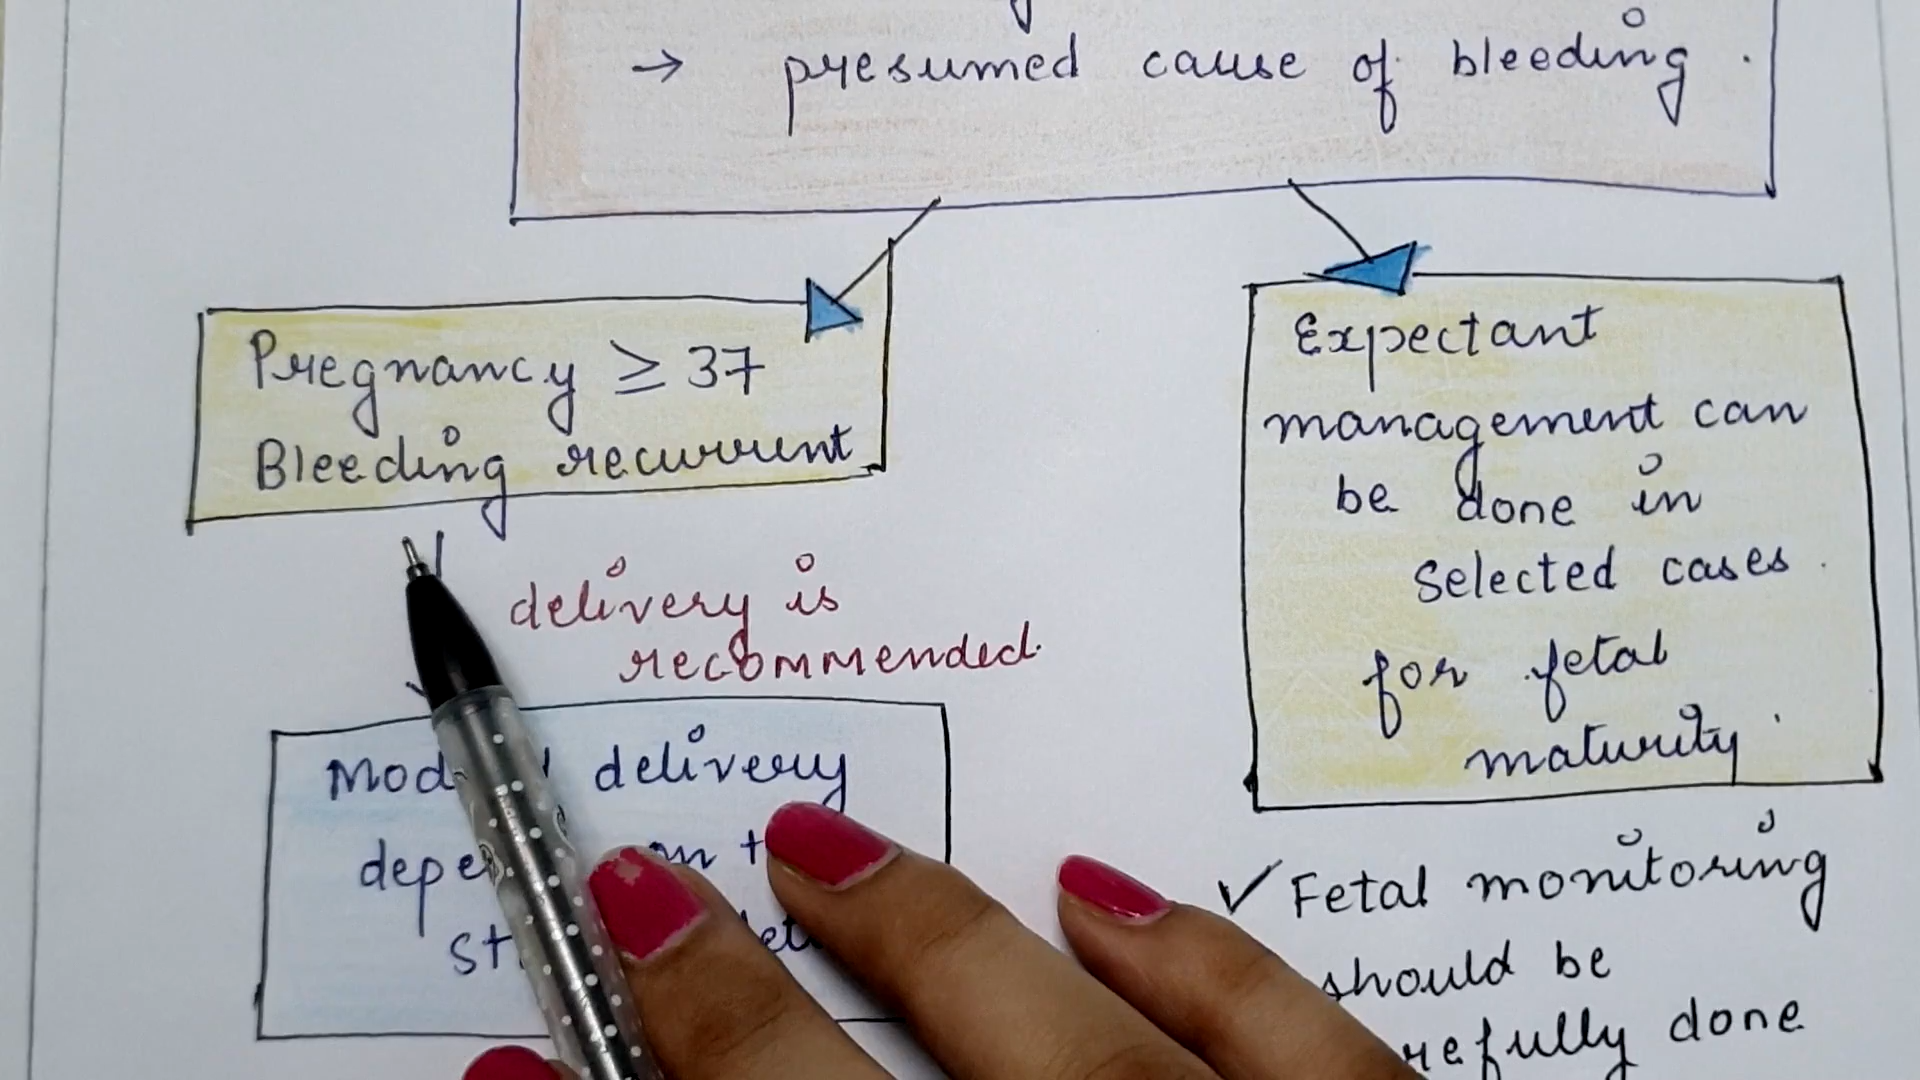 → presumed cause of bleeding.
Pregnancy ≥ 37
Bleeding recurrent
delivery is
recommended.
delivery
Expectant
management can
be done in
selected cases.
for fetal
maturity.
✓ Fetal monitoring
should be
done